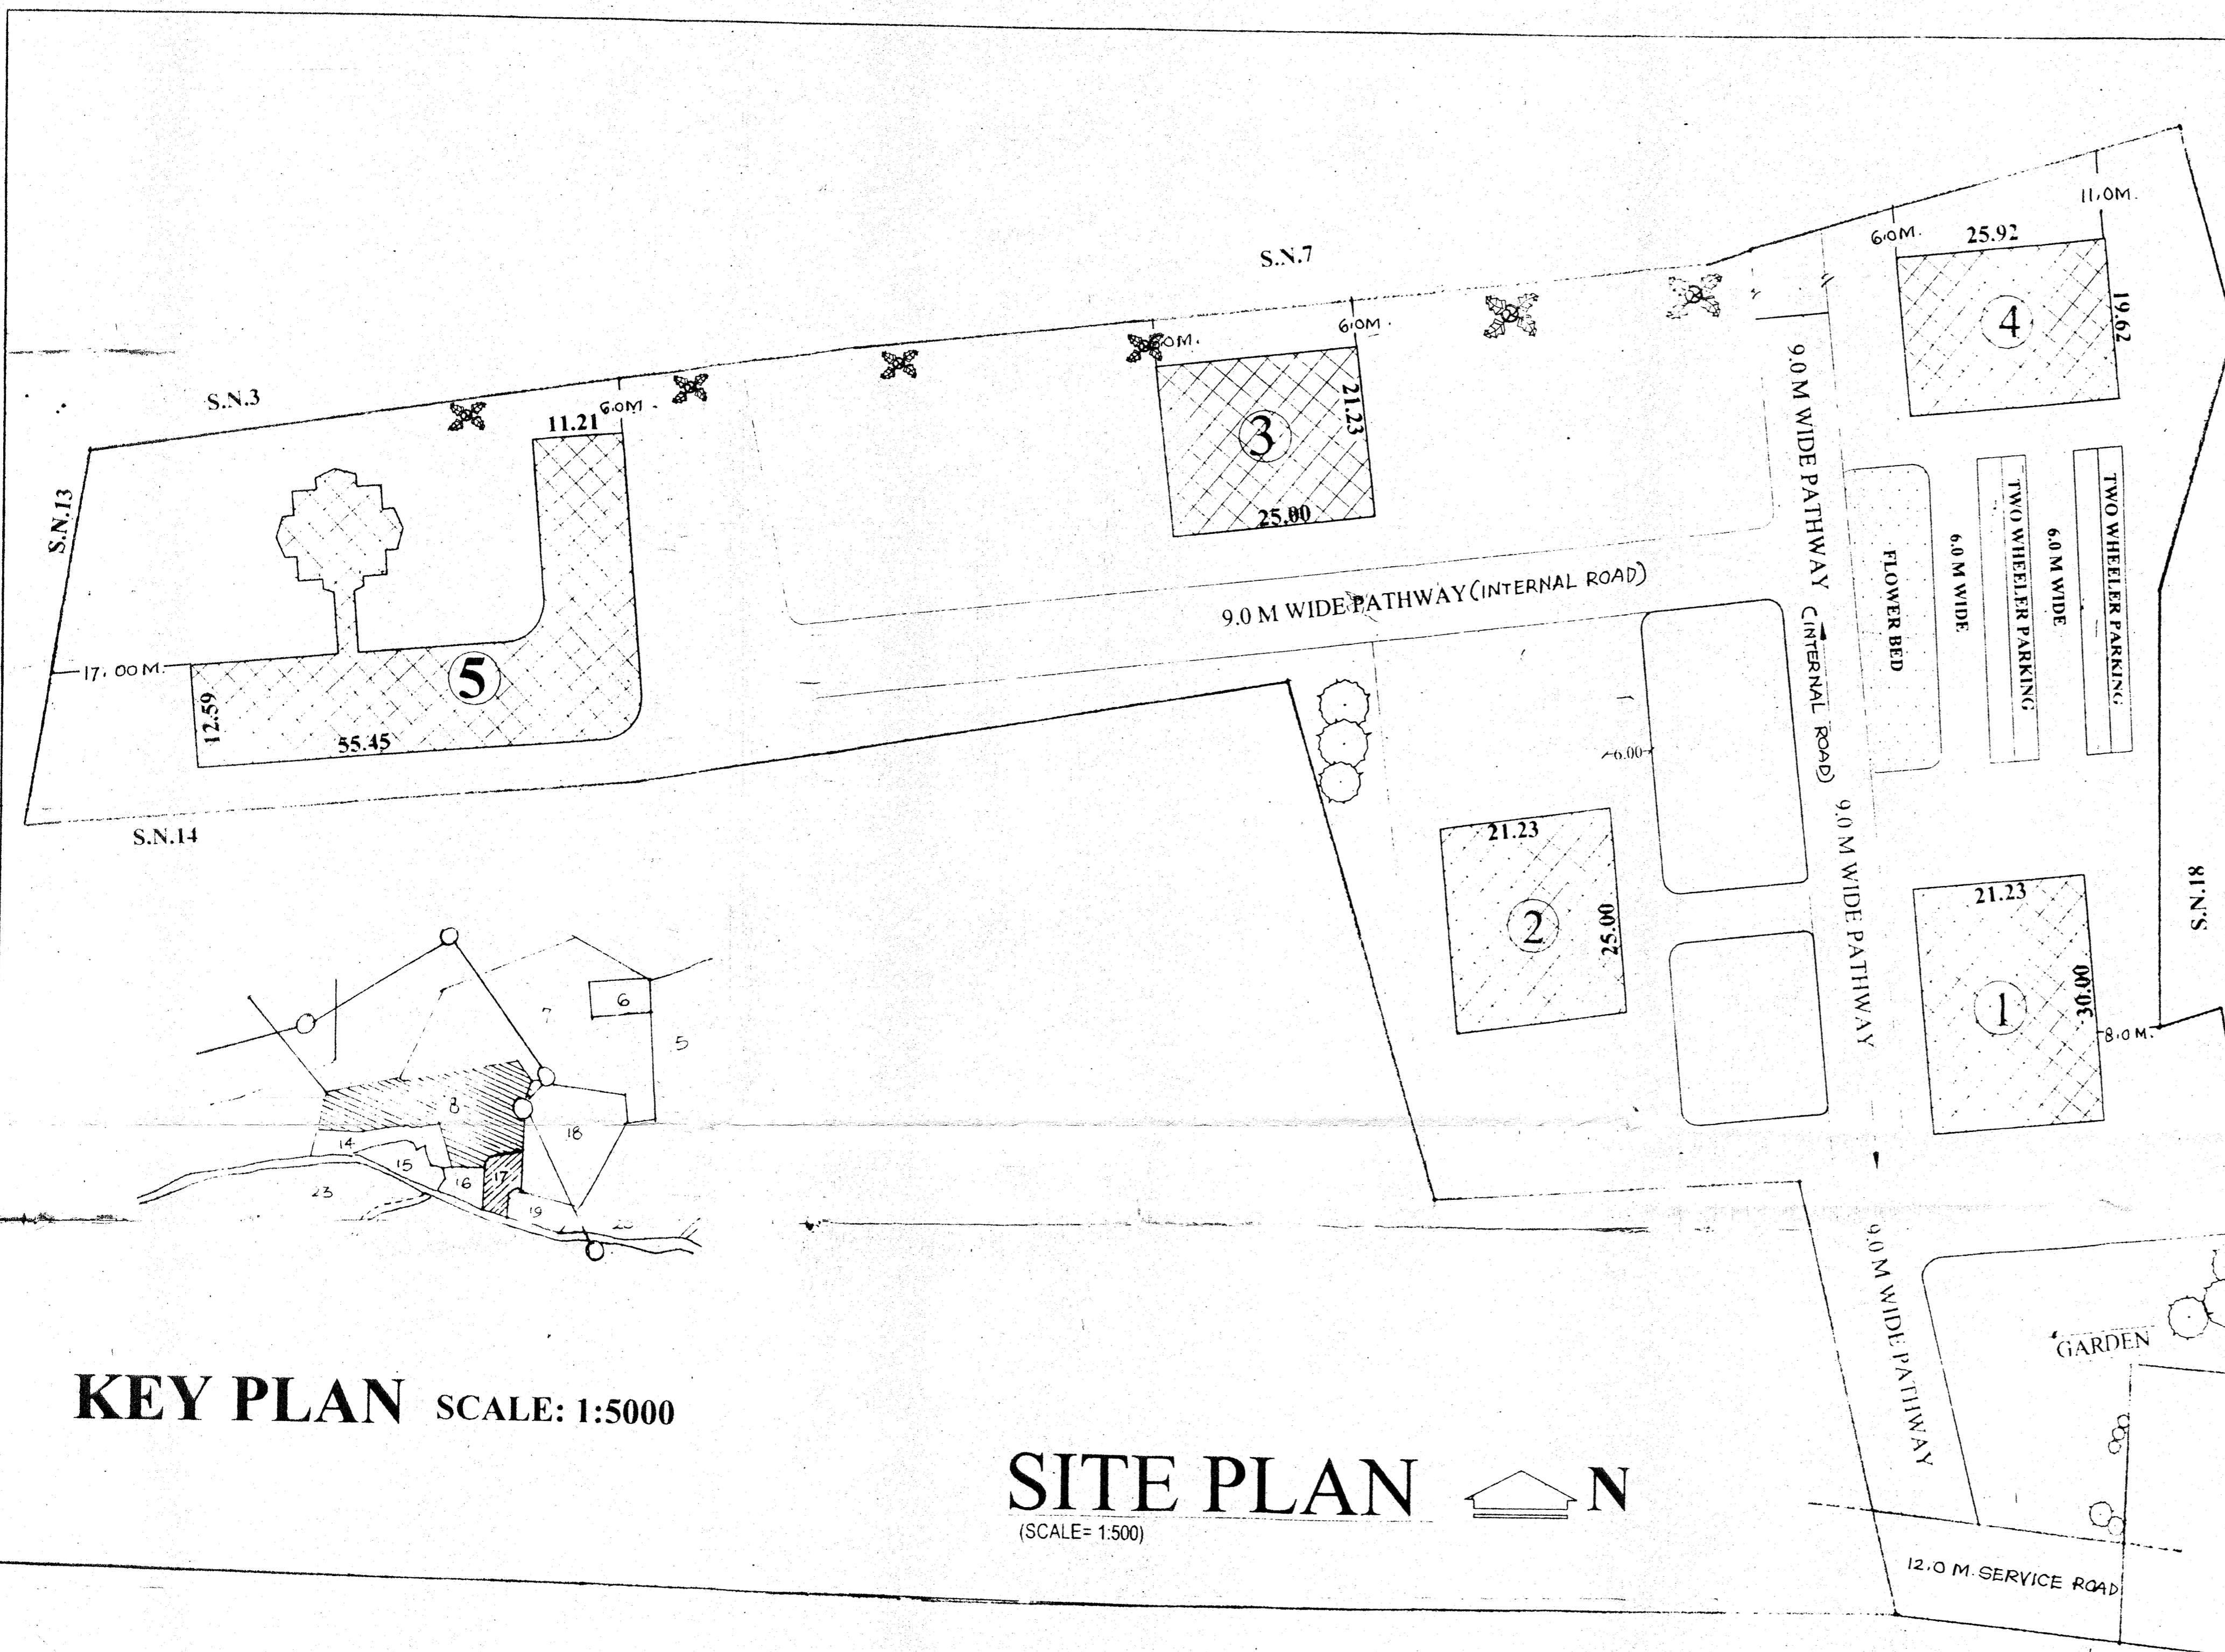 S.N.7
11.0M.
6.0M.
25.92
4
19.62
6.0M.
S.N.3
6.0M.
11.21
3
21.23
25.00
9.0 M WIDE PATHWAY (INTERNAL ROAD)
FLOWER BED
6.0 M WIDE
TWO WHEELER PARKING
6.0 M WIDE
TWO WHEELER PARKING
S.N.13
9.0 M WIDE PATHWAY (INTERNAL ROAD)
17.00 M.
5
12.59
55.45
6.00
S.N.14
9.0 M WIDE PATHWAY
21.23
2
25.00
21.23
1
30.00
8.0 M.
S.N.18
6
7
5
8
18
14
15
16
17
19
23
9.0 M WIDE PATHWAY
GARDEN
KEY PLAN SCALE: 1:5000
SITE PLAN N
(SCALE= 1:500)
12.0 M. SERVICE ROAD